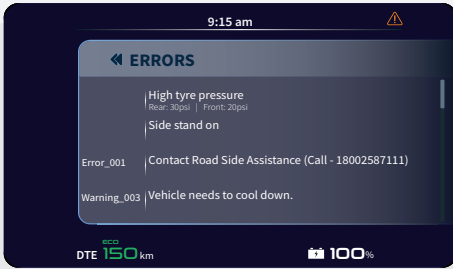 9:15 am
ERRORS
High tyre pressure
Rear: 30psi | Front: 20psi
Side stand on
Error_001 Contact Road Side Assistance (Call - 18002587111)
Warning_003 Vehicle needs to cool down.
eco
DTE 150 km 100%